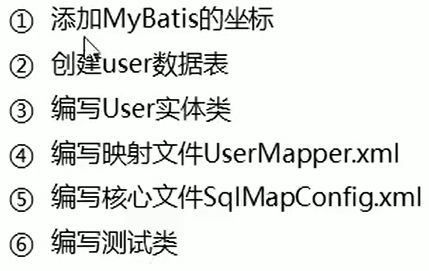 ① 添加MyBatis的坐标
② 创建user数据表
③ 编写User实体类
④ 编写映射文件UserMapper.xml
⑤ 编写核心文件SqlMapConfig.xml
⑥ 编写测试类